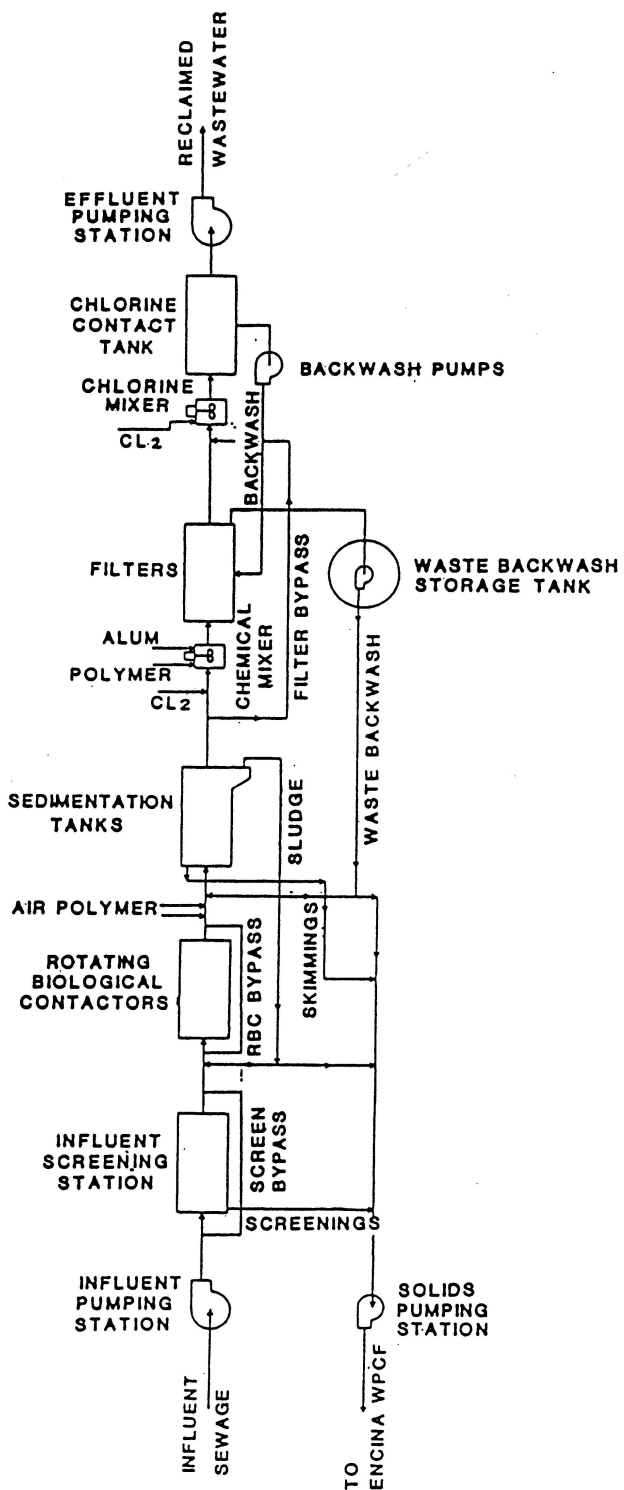 RECLAIMED
WASTEWATER
EFFLUENT
PUMPING
STATION
CHLORINE
CONTACT
TANK
BACKWASH PUMPS
CHLORINE
MIXER
CL2
BACKWASH
FILTERS
WASTE BACKWASH
STORAGE TANK
FILTER BYPASS
ALUM
POLYMER
CHEMICAL
MIXER
CL2
WASTE BACKWASH
SEDIMENTATION
TANKS
SLUDGE
AIR POLYMER
SKIMMINGS
ROTATING
BIOLOGICAL
CONTACTORS
RBC BYPASS
INFLUENT
SCREENING
STATION
SCREEN
BYPASS
SCREENINGS
INFLUENT
PUMPING
STATION
SOLIDS
PUMPING
STATION
INFLUENT
SEWAGE
TO
ENCINA WPCF